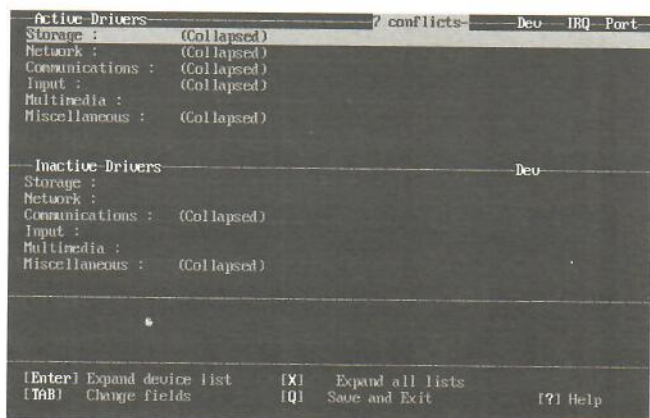 Active Drivers ? conflicts Dev IRQ Port
Storage : (Collapsed)
Network : (Collapsed)
Communications : (Collapsed)
Input : (Collapsed)
Multimedia :
Miscellaneous : (Collapsed)
Inactive Drivers Dev
Storage :
Network :
Communications : (Collapsed)
Input :
Multimedia :
Miscellaneous : (Collapsed)
[Enter] Expand device list [X] Expand all lists
[TAB] Change fields [Q] Save and Exit [?] Help